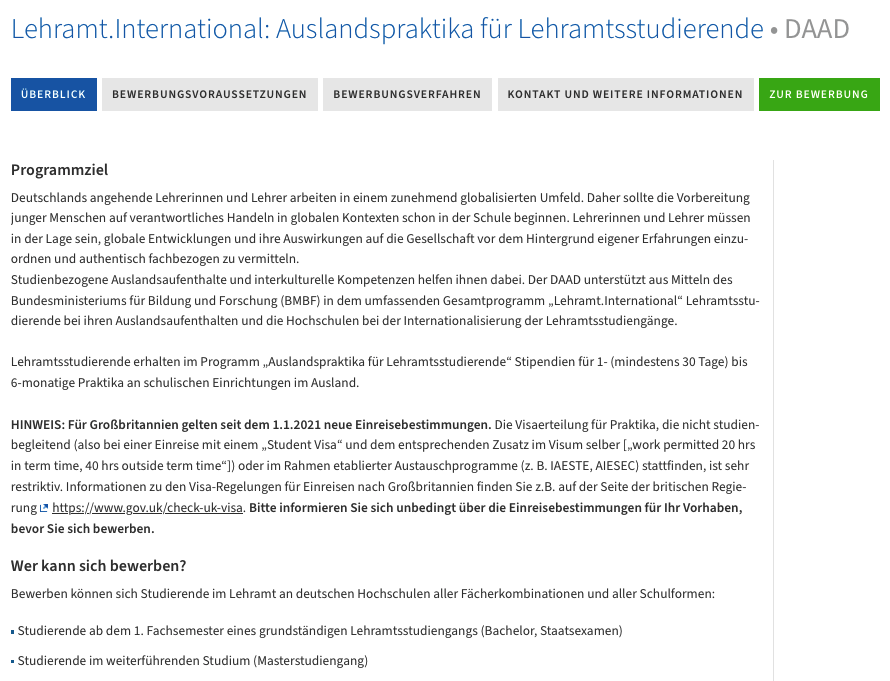 Lehramt.International: Auslandspraktika für Lehramtsstudierende • DAAD
ÜBERBLICK BEWERBUNGSVORAUSSETZUNGEN BEWERBUNGSVERFAHREN KONTAKT UND WEITERE INFORMATIONEN ZUR BEWERBUNG
Programmziel
Deutschlands angehende Lehrerinnen und Lehrer arbeiten in einem zunehmend globalisierten Umfeld. Daher sollte die Vorbereitung
junger Menschen auf verantwortliches Handeln in globalen Kontexten schon in der Schule beginnen. Lehrerinnen und Lehrer müssen
in der Lage sein, globale Entwicklungen und ihre Auswirkungen auf die Gesellschaft vor dem Hintergrund eigener Erfahrungen einzu-
ordnen und authentisch fachbezogen zu vermitteln.
Studienbezogene Auslandsaufenthalte und interkulturelle Kompetenzen helfen ihnen dabei. Der DAAD unterstützt aus Mitteln des
Bundesministeriums für Bildung und Forschung (BMBF) in dem umfassenden Gesamtprogramm „Lehramt.International“ Lehramtsstu-
dierende bei ihren Auslandsaufenthalten und die Hochschulen bei der Internationalisierung der Lehramtsstudiengänge.
Lehramtsstudierende erhalten im Programm „Auslandspraktika für Lehramtsstudierende“ Stipendien für 1- (mindestens 30 Tage) bis
6-monatige Praktika an schulischen Einrichtungen im Ausland.
HINWEIS: Für Großbritannien gelten seit dem 1.1.2021 neue Einreisebestimmungen. Die Visaerteilung für Praktika, die nicht studien-
begleitend (also bei einer Einreise mit einem „Student Visa“ und dem entsprechenden Zusatz im Visum selber [„work permitted 20 hrs
in term time, 40 hrs outside term time“]) oder im Rahmen etablierter Austauschprogramme (z. B. IAESTE, AIESEC) stattfinden, ist sehr
restriktiv. Informationen zu den Visa-Regelungen für Einreisen nach Großbritannien finden Sie z.B. auf der Seite der britischen Regie-
rung https://www.gov.uk/check-uk-visa. Bitte informieren Sie sich unbedingt über die Einreisebestimmungen für Ihr Vorhaben,
bevor Sie sich bewerben.
Wer kann sich bewerben?
Bewerben können sich Studierende im Lehramt an deutschen Hochschulen aller Fächerkombinationen und aller Schulformen:
▪ Studierende ab dem 1. Fachsemester eines grundständigen Lehramtsstudiengangs (Bachelor, Staatsexamen)
▪ Studierende im weiterführenden Studium (Masterstudiengang)